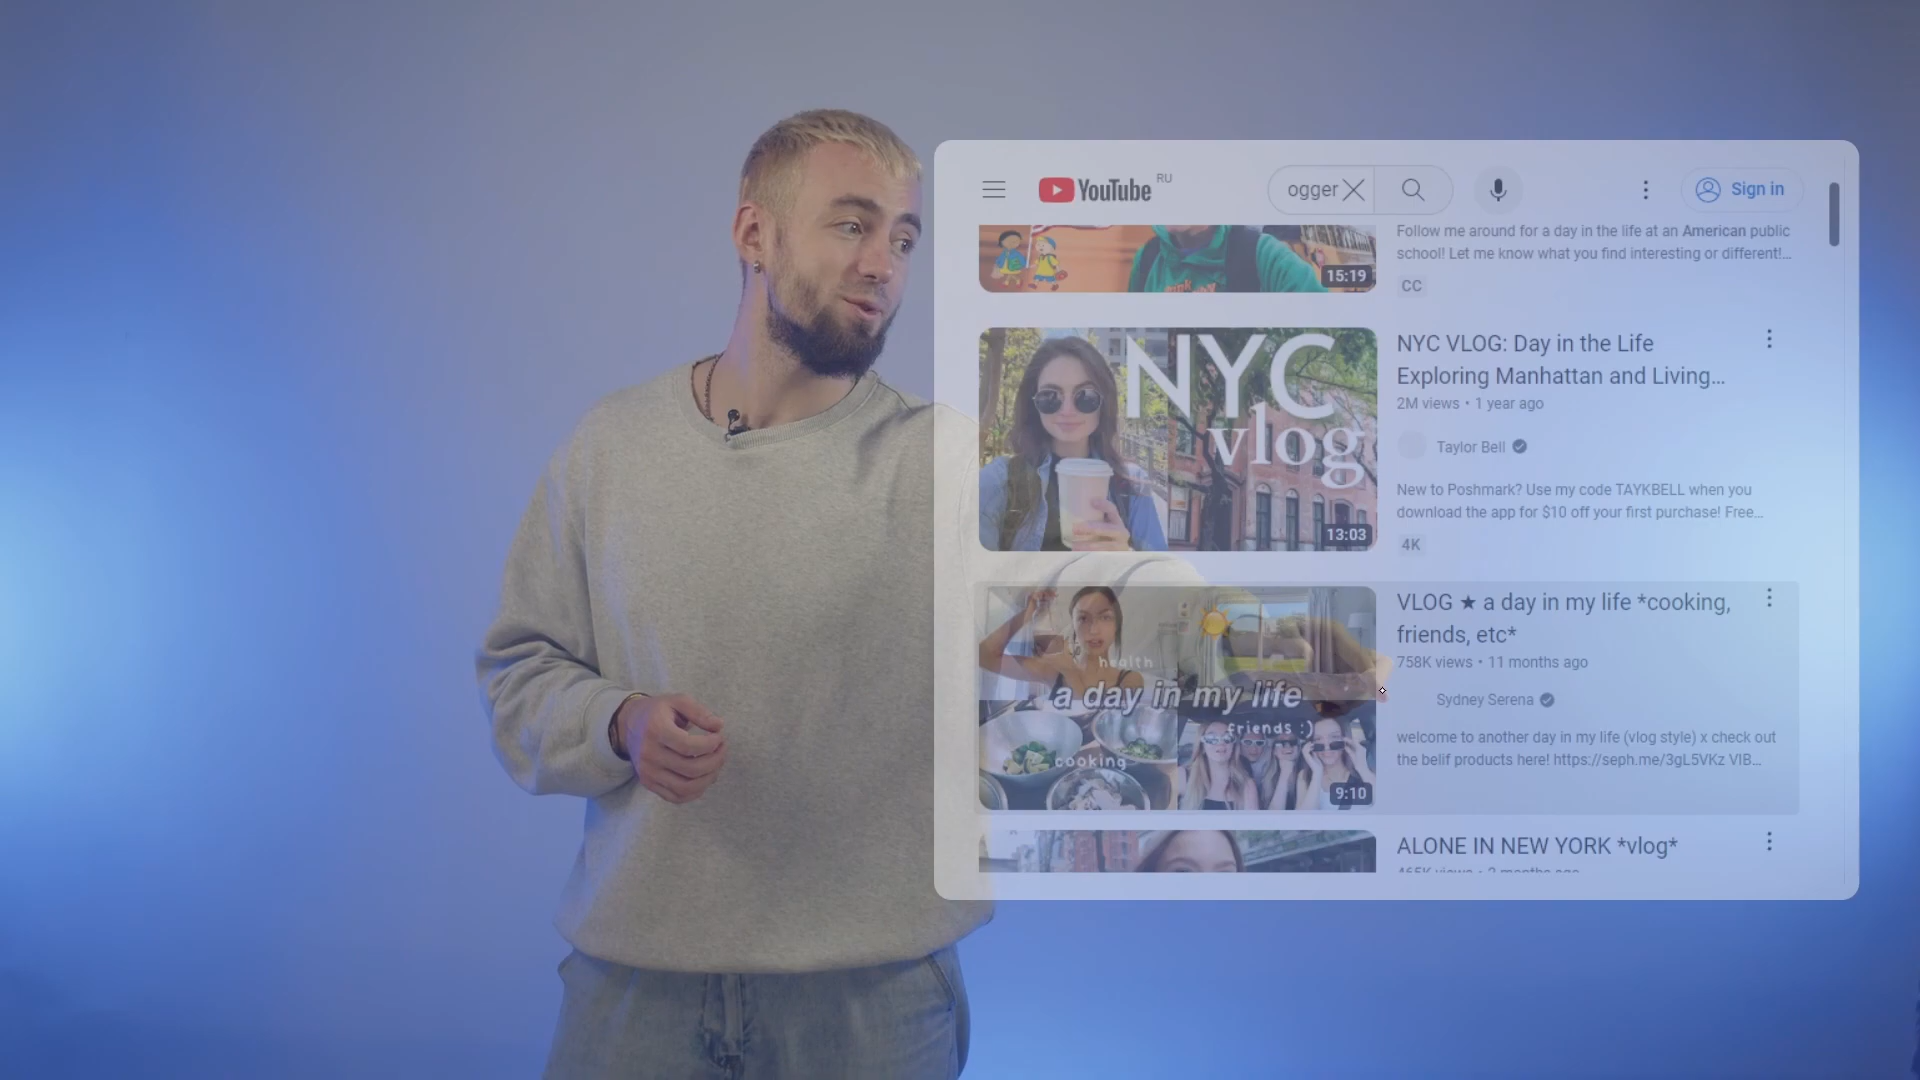 YouTube RU
ogger
Sign in
Follow me around for a day in the life at an American public
school! Let me know what you find interesting or different!...
15:19
CC
NYC
vlog
13:03
NYC VLOG: Day in the Life
Exploring Manhattan and Living...
2M views • 1 year ago
Taylor Bell
New to Poshmark? Use my code TAYKBELL when you
download the app for $10 off your first purchase! Free...
4K
health
a day in my life
friends :)
cooking
9:10
VLOG ★ a day in my life *cooking,
friends, etc*
758K views • 11 months ago
Sydney Serena
welcome to another day in my life (vlog style) x check out
the belif products here! https://seph.me/3gL5VKz VIB...
ALONE IN NEW YORK *vlog*